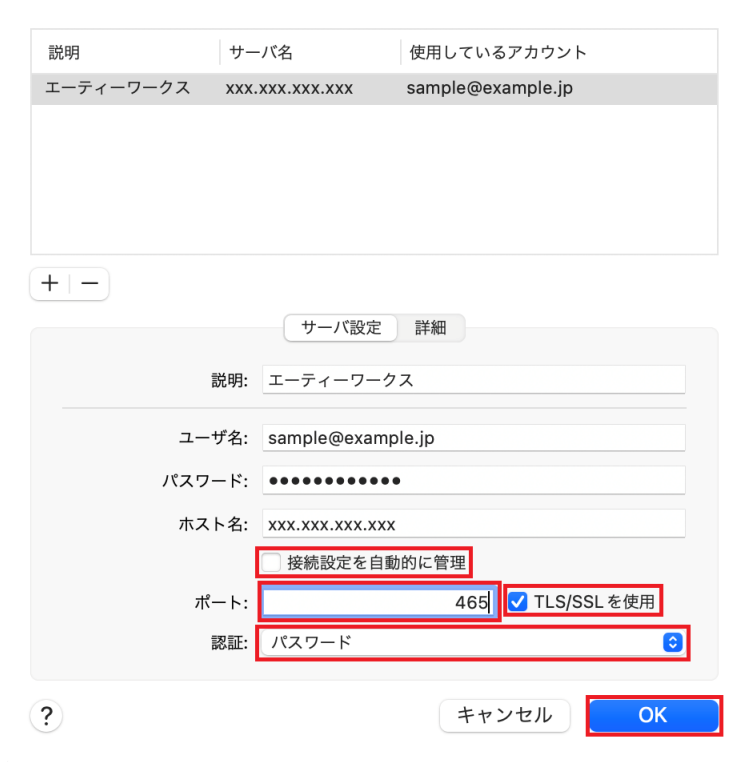 説明 サーバ名 使用しているアカウント
エーティーワークス xxx.xxx.xxx.xxx sample@example.jp
+ −
サーバ設定 詳細
説明: エーティーワークス
ユーザ名: sample@example.jp
パスワード: ●●●●●●●●●●●●
ホスト名: xxx.xxx.xxx.xxx
接続設定を自動的に管理
ポート: 465 TLS/SSL を使用
認証: パスワード
? キャンセル OK